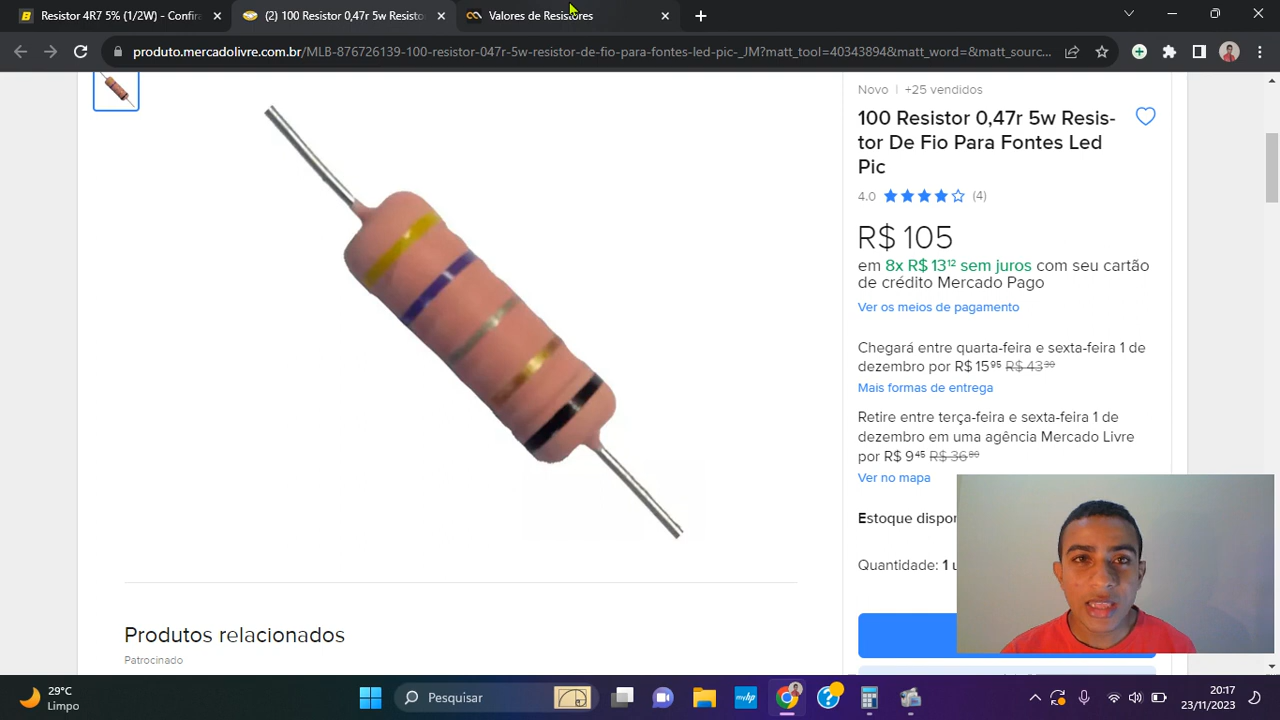 Resistor 4R7 5% (1/2W) - Confira
(2) 100 Resistor 0,47r 5w Resisto
Valores de Resistores
produto.mercadolivre.com.br/MLB-876726139-100-resistor-047r-5w-resistor-de-fio-para-fontes-led-pic-_JM?matt_tool=40343894&matt_word=&matt_sourc...
Novo | +25 vendidos
100 Resistor 0,47r 5w Resis-
tor De Fio Para Fontes Led
Pic
4.0 (4)
R$ 105
em 8x R$ 13¹² sem juros com seu cartão
de crédito Mercado Pago
Ver os meios de pagamento
Chegará entre quarta-feira e sexta-feira 1 de
dezembro por R$ 15⁹⁵ R$ 43⁹⁰
Mais formas de entrega
Retire entre terça-feira e sexta-feira 1 de
dezembro em uma agência Mercado Livre
por R$ 9⁴⁵ R$ 36⁸⁰
Ver no mapa
Estoque dispon
Quantidade: 1 u
Produtos relacionados
Patrocinado
29°C
Limpo
Pesquisar
hp
20:17
23/11/2023